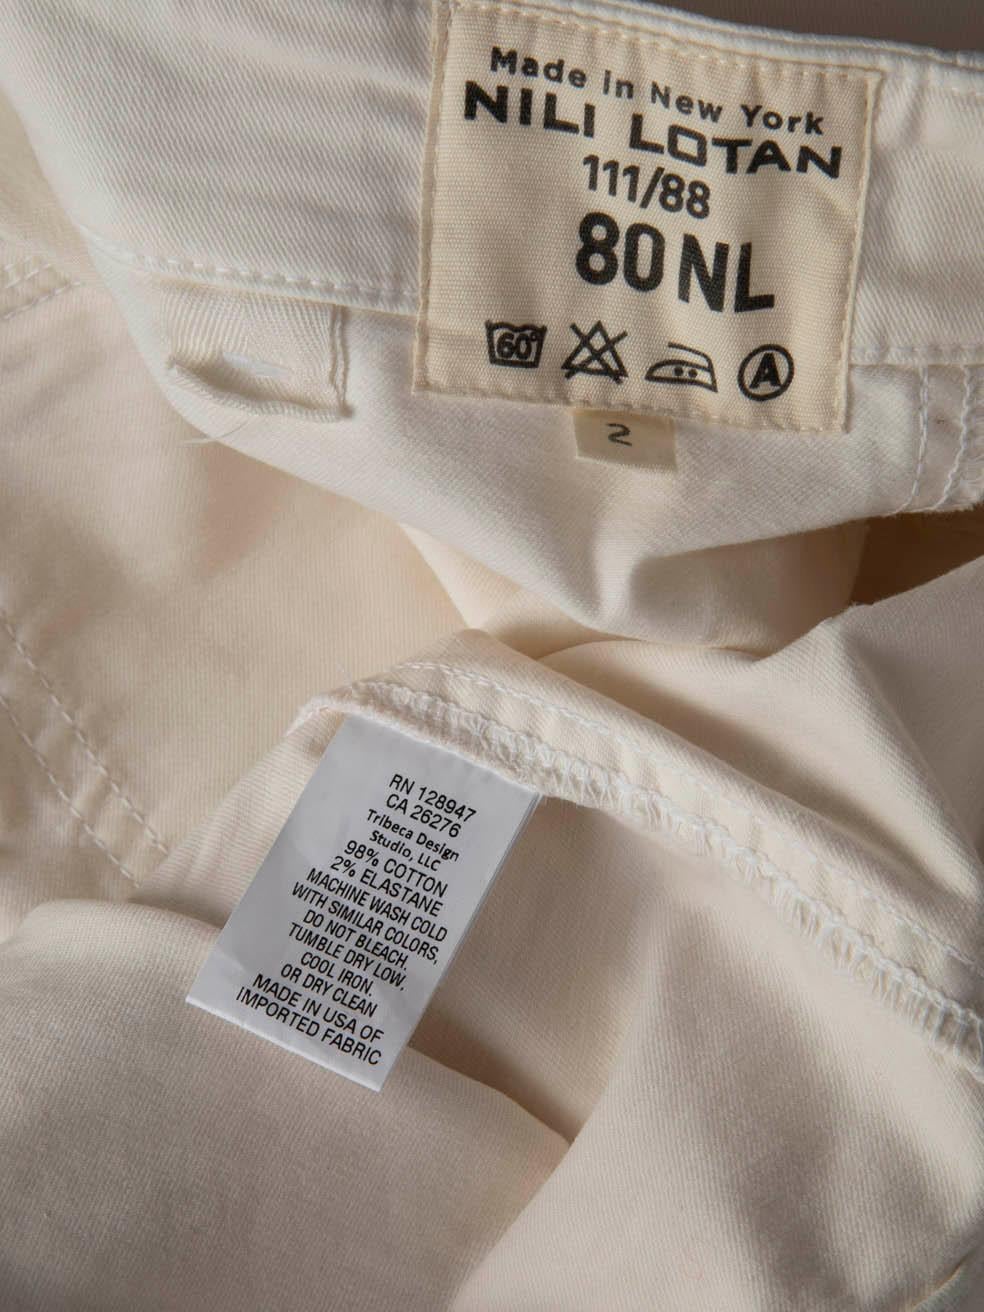 Made in New York
NILI LOTAN
111/88
80 NL
60°
A
2
RN 128947
CA 26276
Tribeca Design
Studio, LLC
98% COTTON
2% ELASTANE
MACHINE WASH COLD
WITH SIMILAR COLORS,
DO NOT BLEACH,
TUMBLE DRY LOW,
COOL IRON.
OR DRY CLEAN
MADE IN USA OF
IMPORTED FABRIC